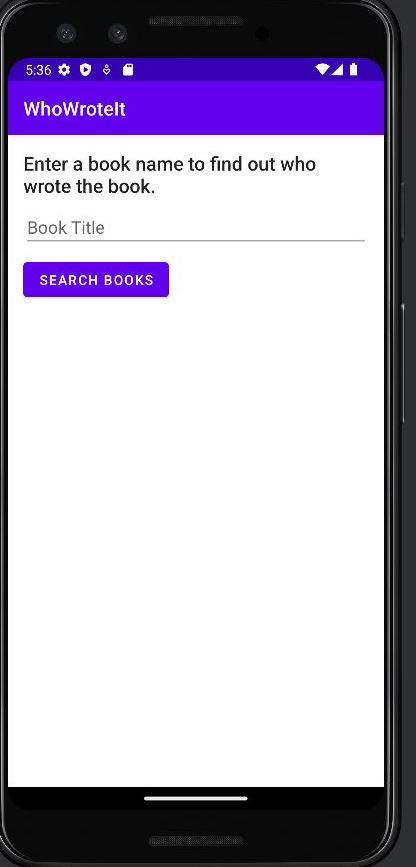 5:36
WhoWroteIt
Enter a book name to find out who
wrote the book.
Book Title
SEARCH BOOKS